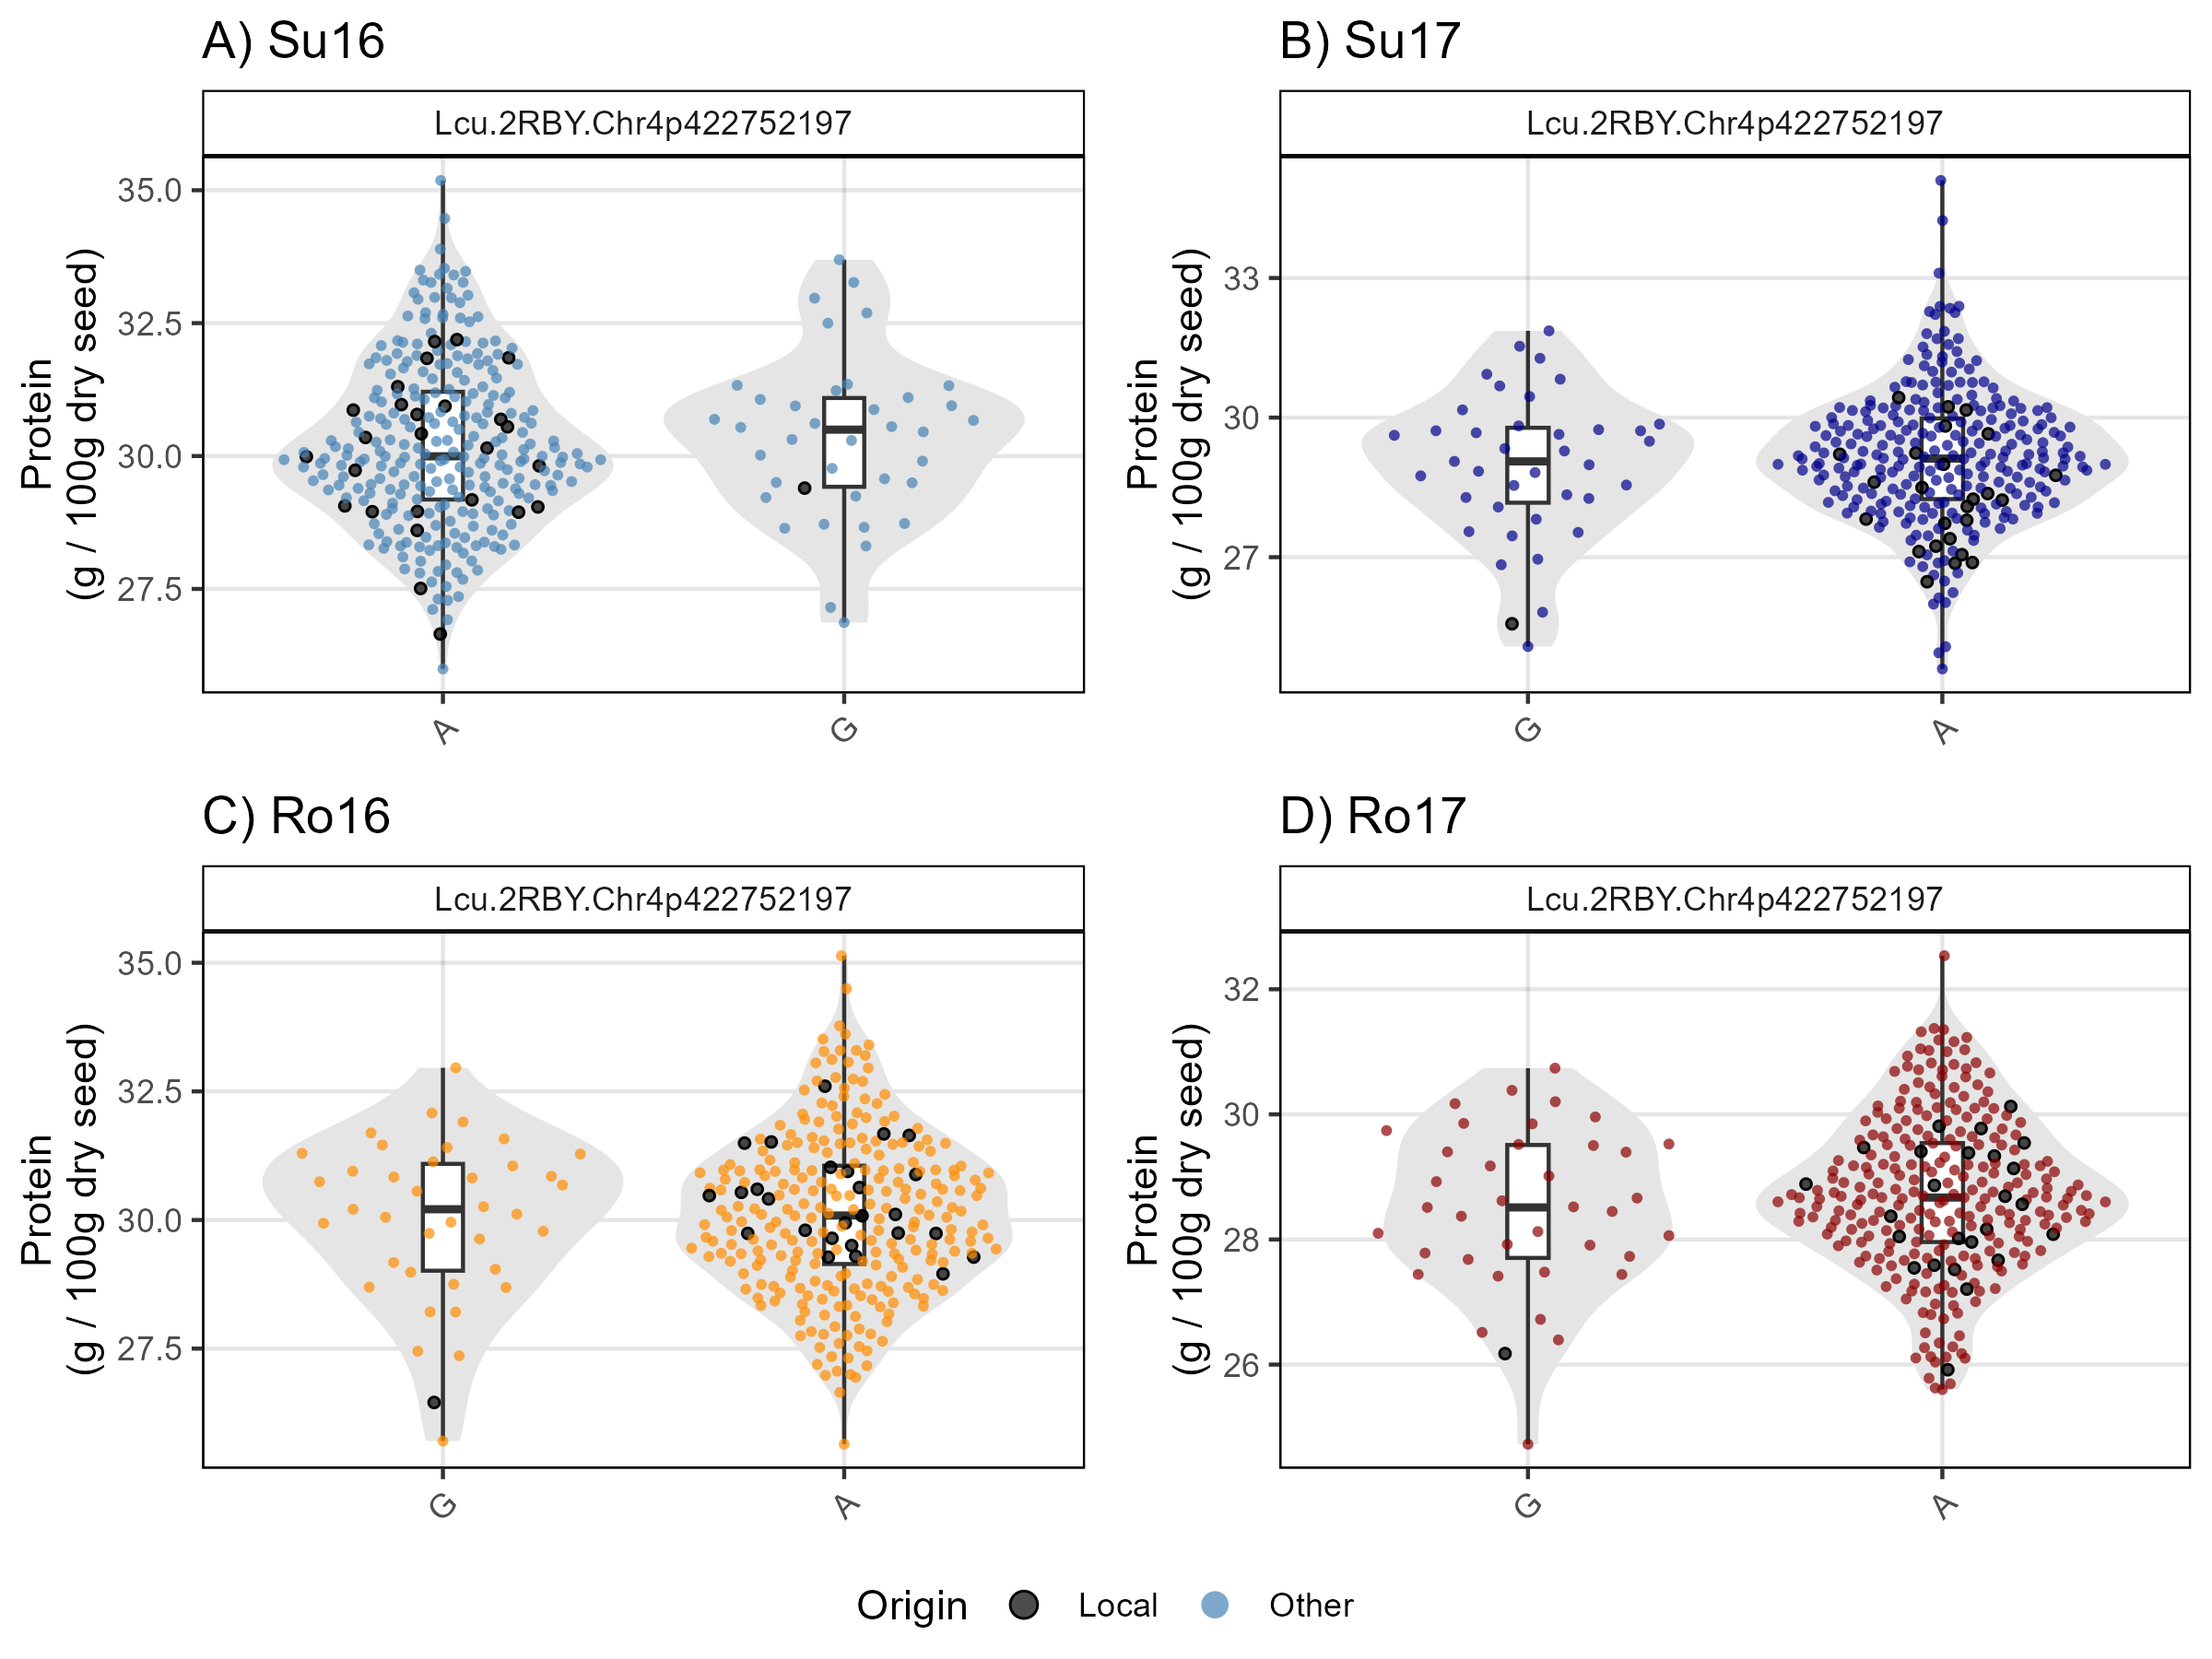 A) Su16
Lcu.2RBY.Chr4p422752197
Protein
(g / 100g dry seed)
35.0
32.5
30.0
27.5
A
G
B) Su17
Lcu.2RBY.Chr4p422752197
Protein
(g / 100g dry seed)
33
30
27
G
A
C) Ro16
Lcu.2RBY.Chr4p422752197
Protein
(g / 100g dry seed)
35.0
32.5
30.0
27.5
G
A
D) Ro17
Lcu.2RBY.Chr4p422752197
Protein
(g / 100g dry seed)
32
30
28
26
G
A
Origin Local Other